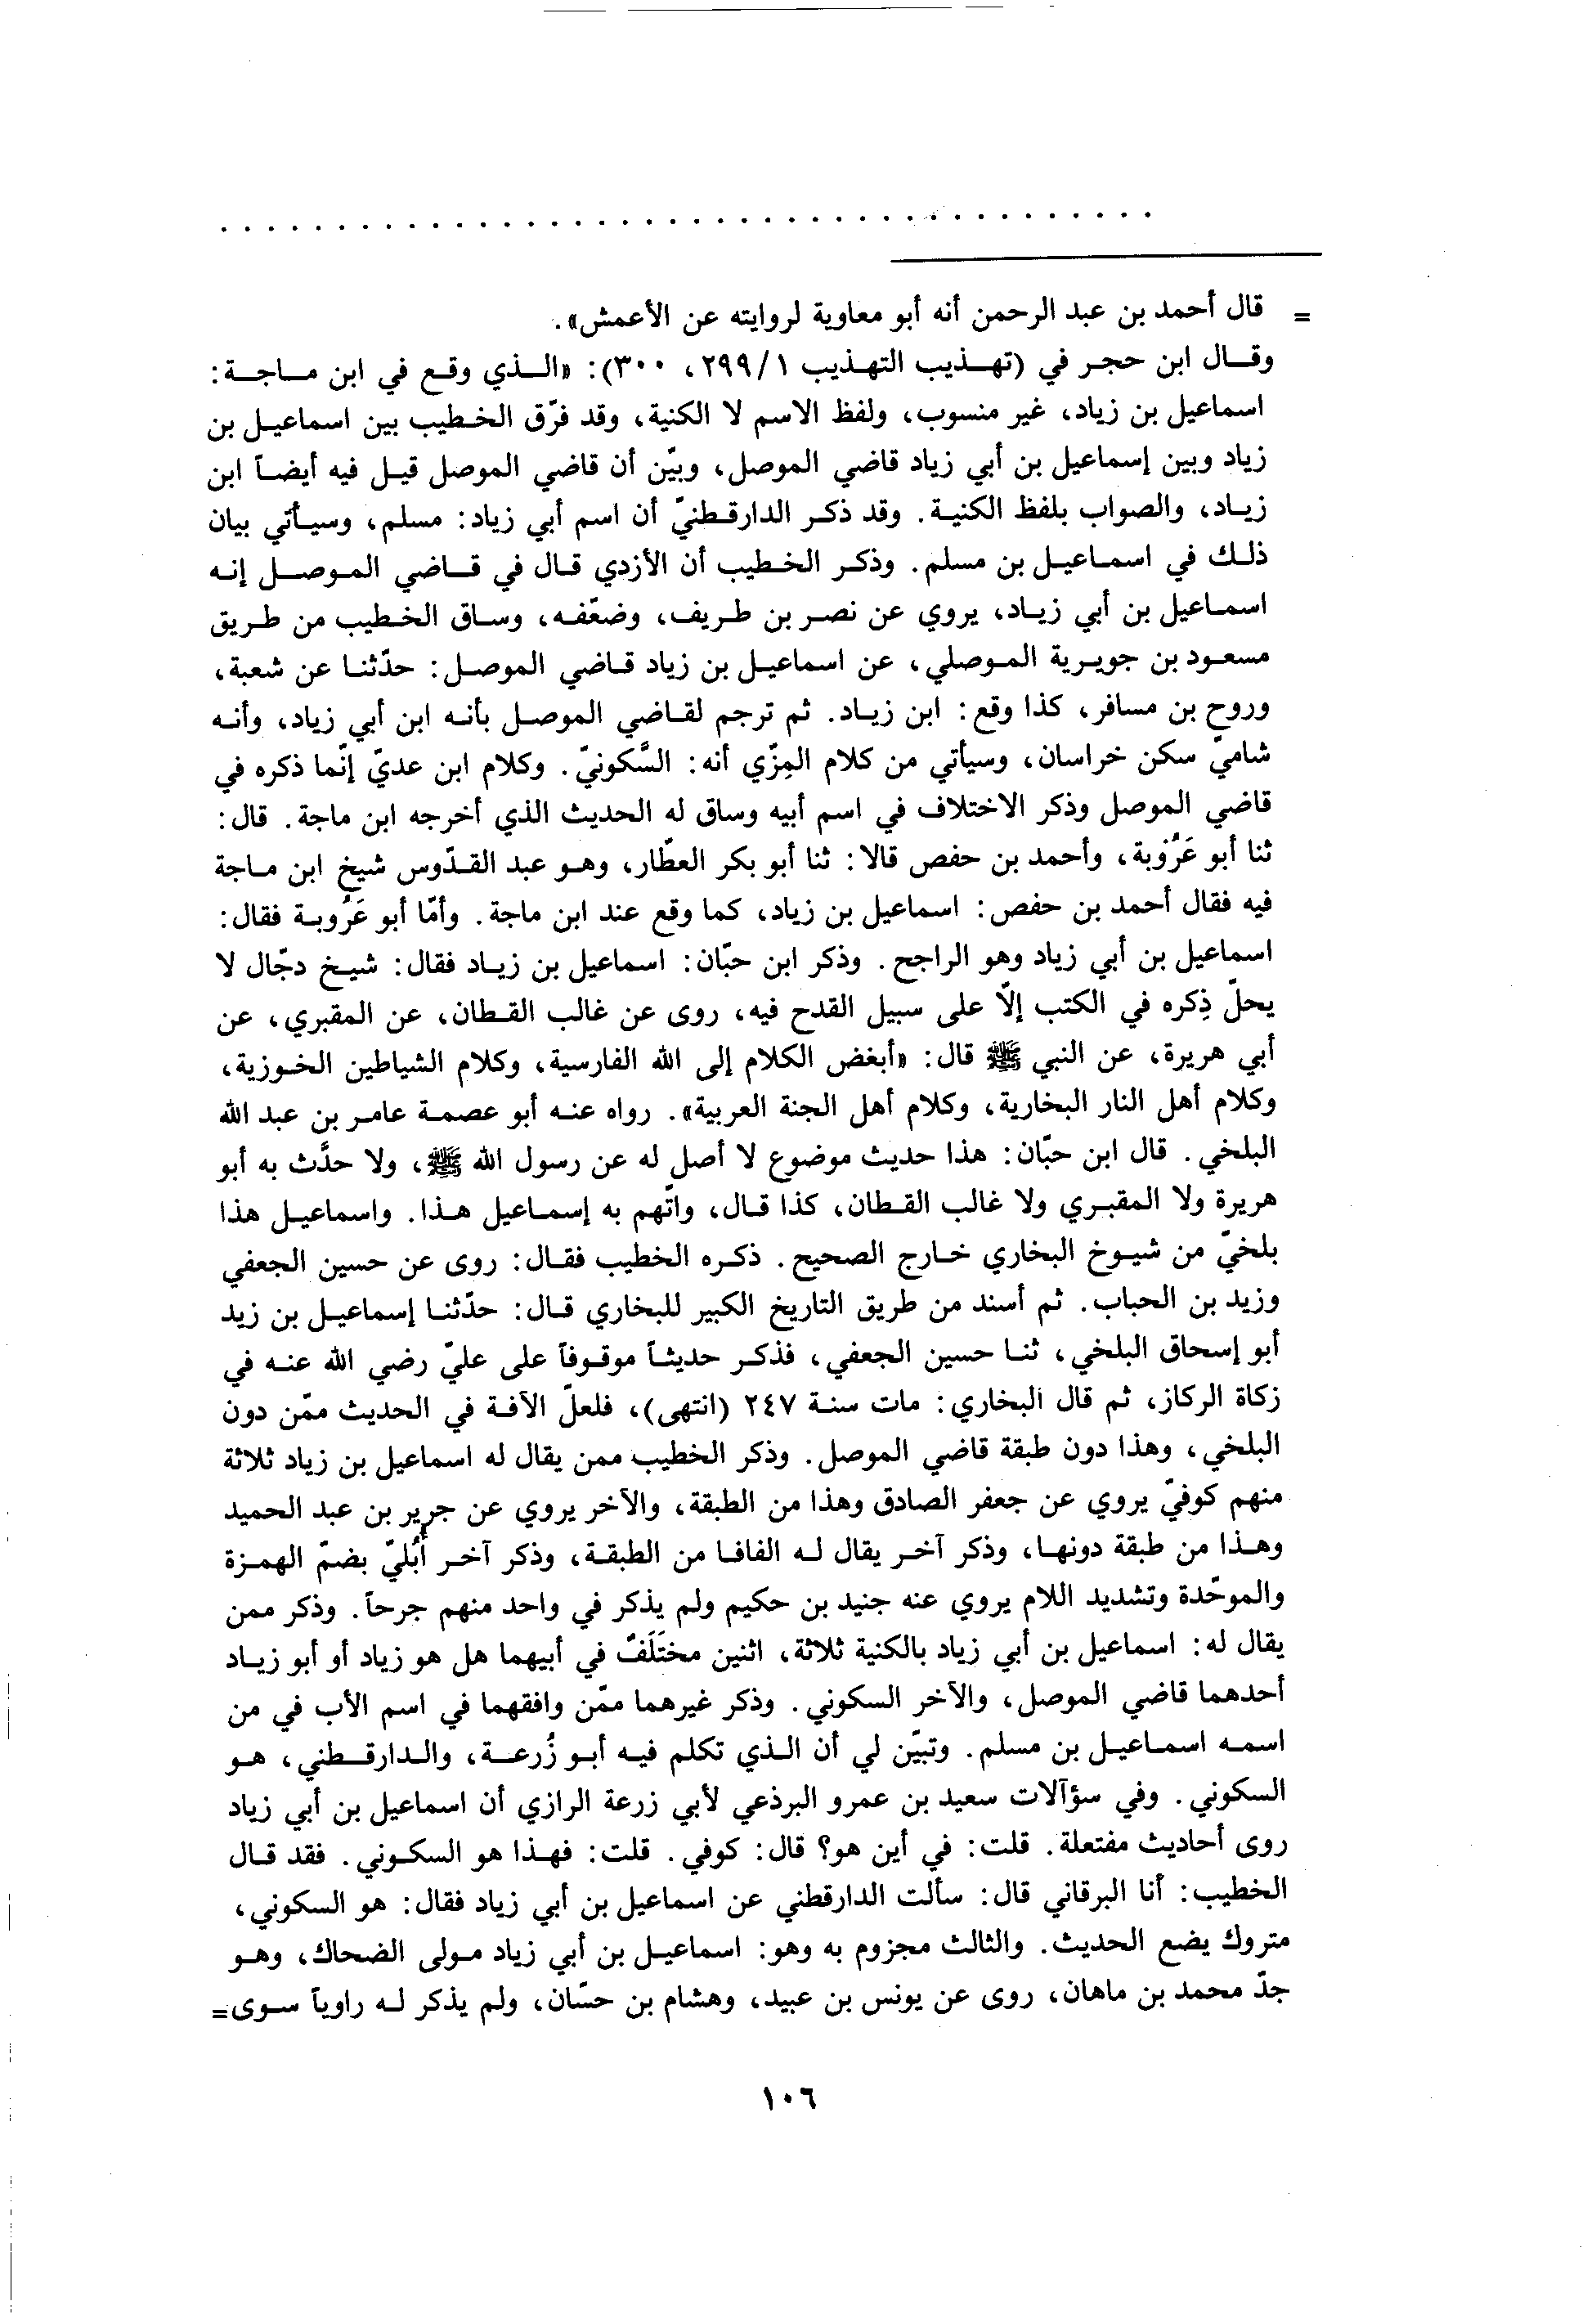 = قال أحمد بن عبد الرحمن أنه أبو معاوية لروايته عن الأعمش».
وقال ابن حجر في (تهذيب التهذيب ١/ ٢٩٩، ٣٠٠): «الذي وقع في ابن ماجة:
اسماعيل بن زياد، غير منسوب، ولفظ الاسم لا الكنية، وقد فرّق الخطيب بين اسماعيل بن
زياد وبين إسماعيل بن أبي زياد قاضي الموصل، وبيّن أن قاضي الموصل قيل فيه أيضاً ابن
زياد، والصواب بلفظ الكنية. وقد ذكر الدارقطنيّ أن اسم أبي زياد: مسلم، وسيأتي بيان
ذلك في اسماعيل بن مسلم. وذكر الخطيب أن الأزدي قال في قاضي الموصل إنه
اسماعيل بن أبي زياد، يروي عن نصر بن طريف، وضعّفه، وساق الخطيب من طريق
مسعود بن جويرية الموصلي، عن اسماعيل بن زياد قاضي الموصل: حدّثنا عن شعبة،
وروح بن مسافر، كذا وقع: ابن زياد. ثم ترجم لقاضي الموصل بأنه ابن أبي زياد، وأنه
شاميّ سكن خراسان، وسيأتي من كلام المِزّي أنه: السَّكونيّ. وكلام ابن عديّ إنّما ذكره في
قاضي الموصل وذكر الاختلاف في اسم أبيه وساق له الحديث الذي أخرجه ابن ماجة. قال:
ثنا أبو عَرُوبة، وأحمد بن حفص قالا: ثنا أبو بكر العطّار، وهو عبد القدّوس شيخ ابن ماجة
فيه فقال أحمد بن حفص: اسماعيل بن زياد، كما وقع عند ابن ماجة. وأمّا أبو عَرُوبة فقال:
اسماعيل بن أبي زياد وهو الراجح. وذكر ابن حبّان: اسماعيل بن زياد فقال: شيخ دجّال لا
يحلّ ذِكره في الكتب إلّا على سبيل القدح فيه، روى عن غالب القطان، عن المقبري، عن
أبي هريرة، عن النبي ﷺ قال: «أبغض الكلام إلى الله الفارسية، وكلام الشياطين الخوزية،
وكلام أهل النار البخارية، وكلام أهل الجنة العربية». رواه عنه أبو عصمة عامر بن عبد الله
البلخي. قال ابن حبّان: هذا حديث موضوع لا أصل له عن رسول الله ﷺ، ولا حدَّث به أبو
هريرة ولا المقبري ولا غالب القطان، كذا قال، واتّهم به إسماعيل هذا. واسماعيل هذا
بلخيّ من شيوخ البخاري خارج الصحيح. ذكره الخطيب فقال: روى عن حسين الجعفي
وزيد بن الحباب. ثم أسند من طريق التاريخ الكبير للبخاري قال: حدّثنا إسماعيل بن زيد
أبو إسحاق البلخي، ثنا حسين الجعفي، فذكر حديثاً موقوفاً على عليّ رضي الله عنه في
زكاة الركاز، ثم قال البخاري: مات سنة ٢٤٧ (انتهى)، فلعلّ الآفة في الحديث ممّن دون
البلخي، وهذا دون طبقة قاضي الموصل. وذكر الخطيب ممن يقال له اسماعيل بن زياد ثلاثة
منهم كوفيّ يروي عن جعفر الصادق وهذا من الطبقة، والآخر يروي عن جرير بن عبد الحميد
وهذا من طبقة دونها، وذكر آخر يقال له الفافا من الطبقة، وذكر آخر أُبُليّ بضمّ الهمزة
والموحّدة وتشديد اللام يروي عنه جنيد بن حكيم ولم يذكر في واحد منهم جرحاً. وذكر ممن
يقال له: اسماعيل بن أبي زياد بالكنية ثلاثة، اثنين مختَلَفٌ في أبيهما هل هو زياد أو أبو زياد
أحدهما قاضي الموصل، والآخر السكوني. وذكر غيرهما ممّن وافقهما في اسم الأب في من
اسمه اسماعيل بن مسلم. وتبيّن لي أن الذي تكلم فيه أبو زُرعة، والدارقطني، هو
السكوني. وفي سؤآلات سعيد بن عمرو البرذعي لأبي زرعة الرازي أن اسماعيل بن أبي زياد
روى أحاديث مفتعلة. قلت: في أين هو؟ قال: كوفي. قلت: فهذا هو السكوني. فقد قال
الخطيب: أنا البرقاني قال: سألت الدارقطني عن اسماعيل بن أبي زياد فقال: هو السكوني،
متروك يضع الحديث. والثالث مجزوم به وهو: اسماعيل بن أبي زياد مولى الضحاك، وهو
جدّ محمد بن ماهان، روى عن يونس بن عبيد، وهشام بن حسّان، ولم يذكر له راوياً سوى=
١٠٦